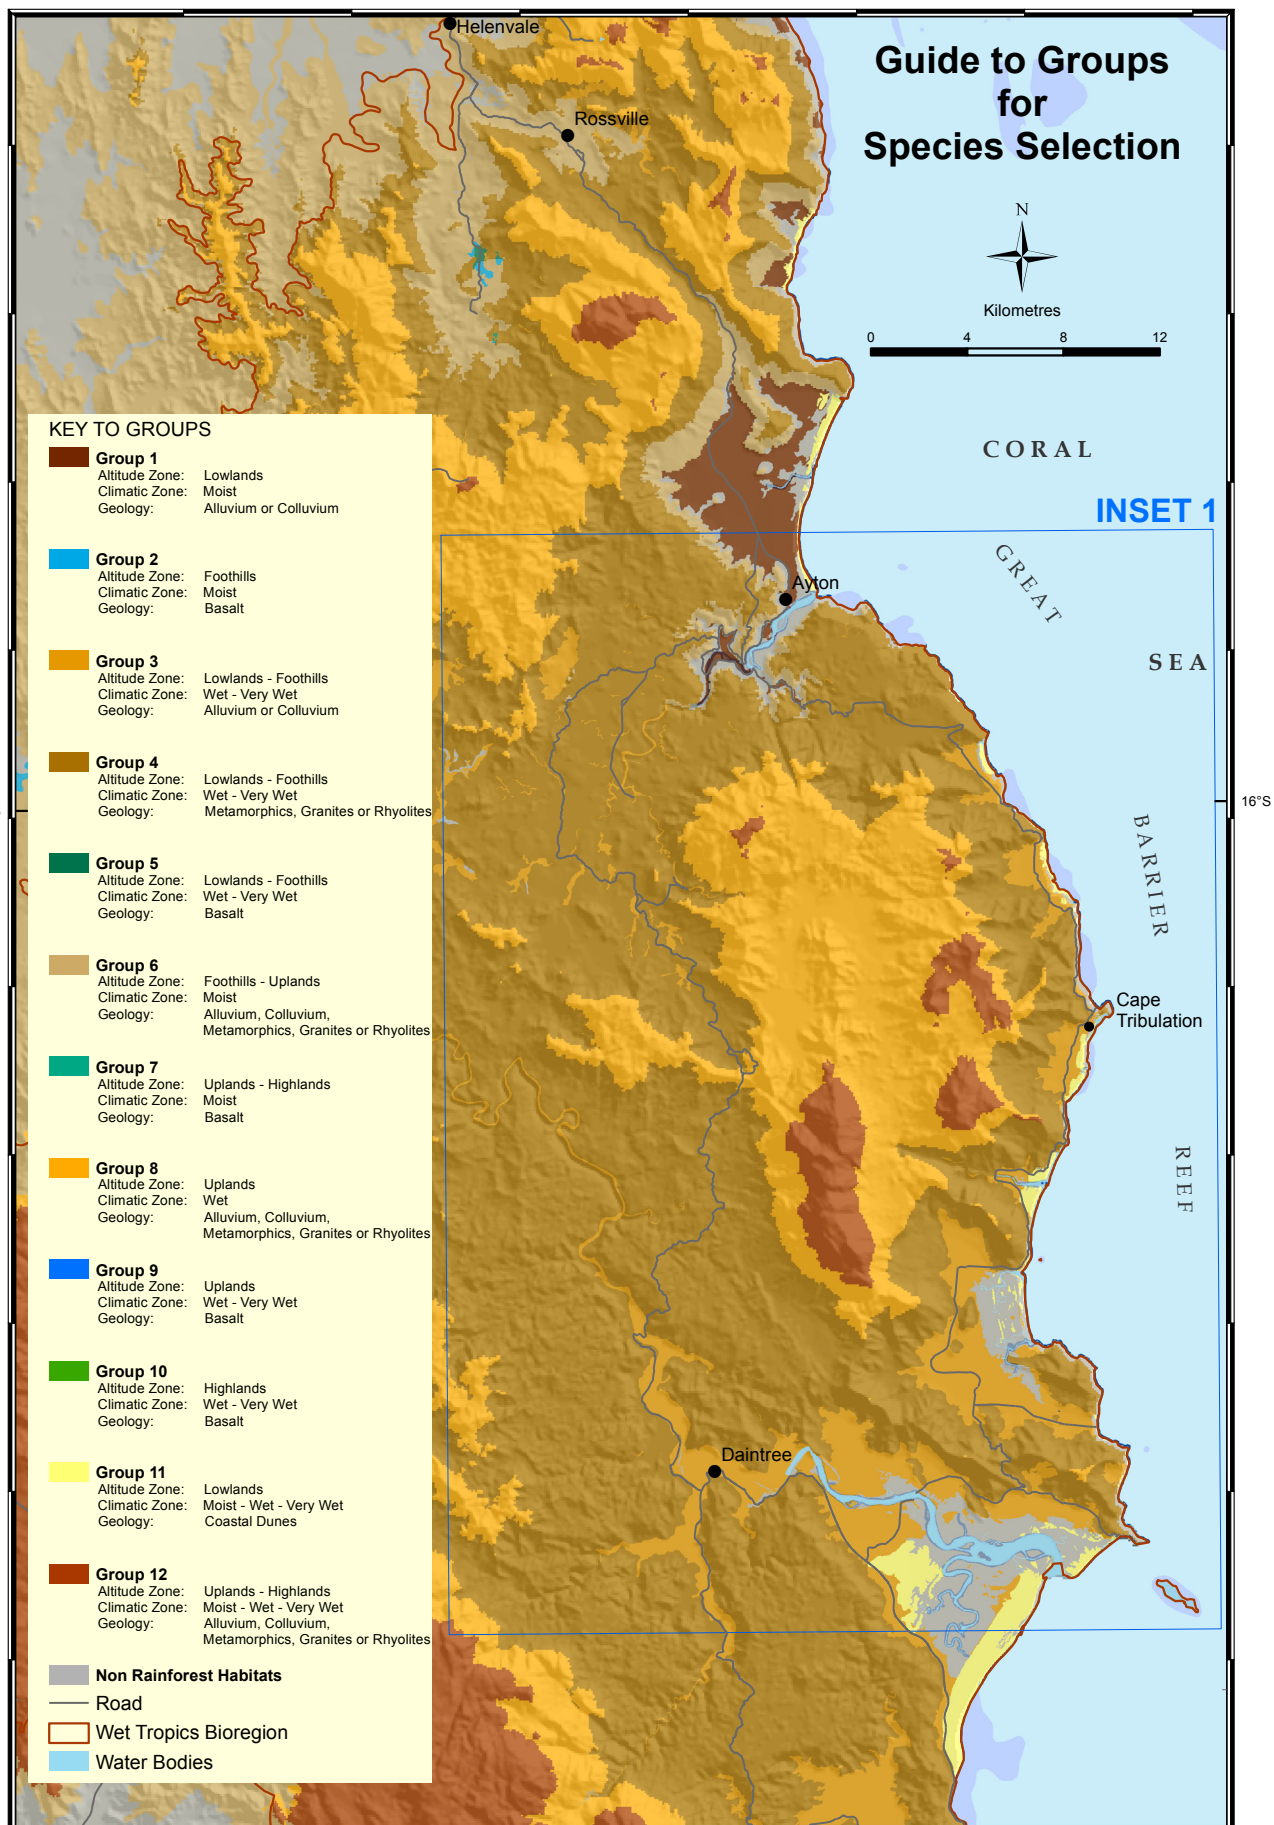 Helenvale
Rossville
Guide to Groups
for
Species Selection
N
Kilometres
0 4 8 12
CORAL
INSET 1
GREAT
SEA
Ayton
16°S
BARRIER
Cape
Tribulation
REEF
Daintree
KEY TO GROUPS
Group 1
Altitude Zone: Lowlands
Climatic Zone: Moist
Geology: Alluvium or Colluvium
Group 2
Altitude Zone: Foothills
Climatic Zone: Moist
Geology: Basalt
Group 3
Altitude Zone: Lowlands - Foothills
Climatic Zone: Wet - Very Wet
Geology: Alluvium or Colluvium
Group 4
Altitude Zone: Lowlands - Foothills
Climatic Zone: Wet - Very Wet
Geology: Metamorphics, Granites or Rhyolites
Group 5
Altitude Zone: Lowlands - Foothills
Climatic Zone: Wet - Very Wet
Geology: Basalt
Group 6
Altitude Zone: Foothills - Uplands
Climatic Zone: Moist
Geology: Alluvium, Colluvium,
Metamorphics, Granites or Rhyolites
Group 7
Altitude Zone: Uplands - Highlands
Climatic Zone: Moist
Geology: Basalt
Group 8
Altitude Zone: Uplands
Climatic Zone: Wet
Geology: Alluvium, Colluvium,
Metamorphics, Granites or Rhyolites
Group 9
Altitude Zone: Uplands
Climatic Zone: Wet - Very Wet
Geology: Basalt
Group 10
Altitude Zone: Highlands
Climatic Zone: Wet - Very Wet
Geology: Basalt
Group 11
Altitude Zone: Lowlands
Climatic Zone: Moist - Wet - Very Wet
Geology: Coastal Dunes
Group 12
Altitude Zone: Uplands - Highlands
Climatic Zone: Moist - Wet - Very Wet
Geology: Alluvium, Colluvium,
Metamorphics, Granites or Rhyolites
Non Rainforest Habitats
Road
Wet Tropics Bioregion
Water Bodies